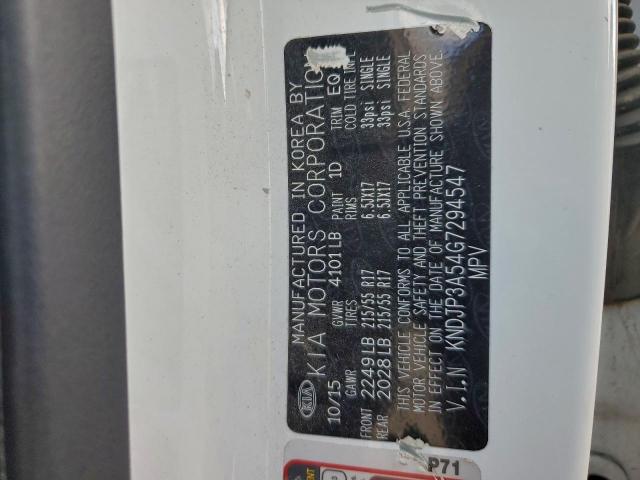 KIA
MANUFACTURED IN KOREA BY
KIA MOTORS CORPORATION
10/15 GVWR 4101LB PAINT 1D TRIM EQ
GAWR TIRES RIMS COLD TIRE INFL
FRONT 2249LB 215/55 R17 6.5JX17 33psi SINGLE
REAR 2028LB 215/55 R17 6.5JX17 33psi SINGLE
THIS VEHICLE CONFORMS TO ALL APPLICABLE U.S.A. FEDERAL
MOTOR VEHICLE SAFETY AND THEFT PREVENTION STANDARDS
IN EFFECT ON THE DATE OF MANUFACTURE SHOWN ABOVE.
V.I.N KNDJP3A54G7294547
MPV
P71